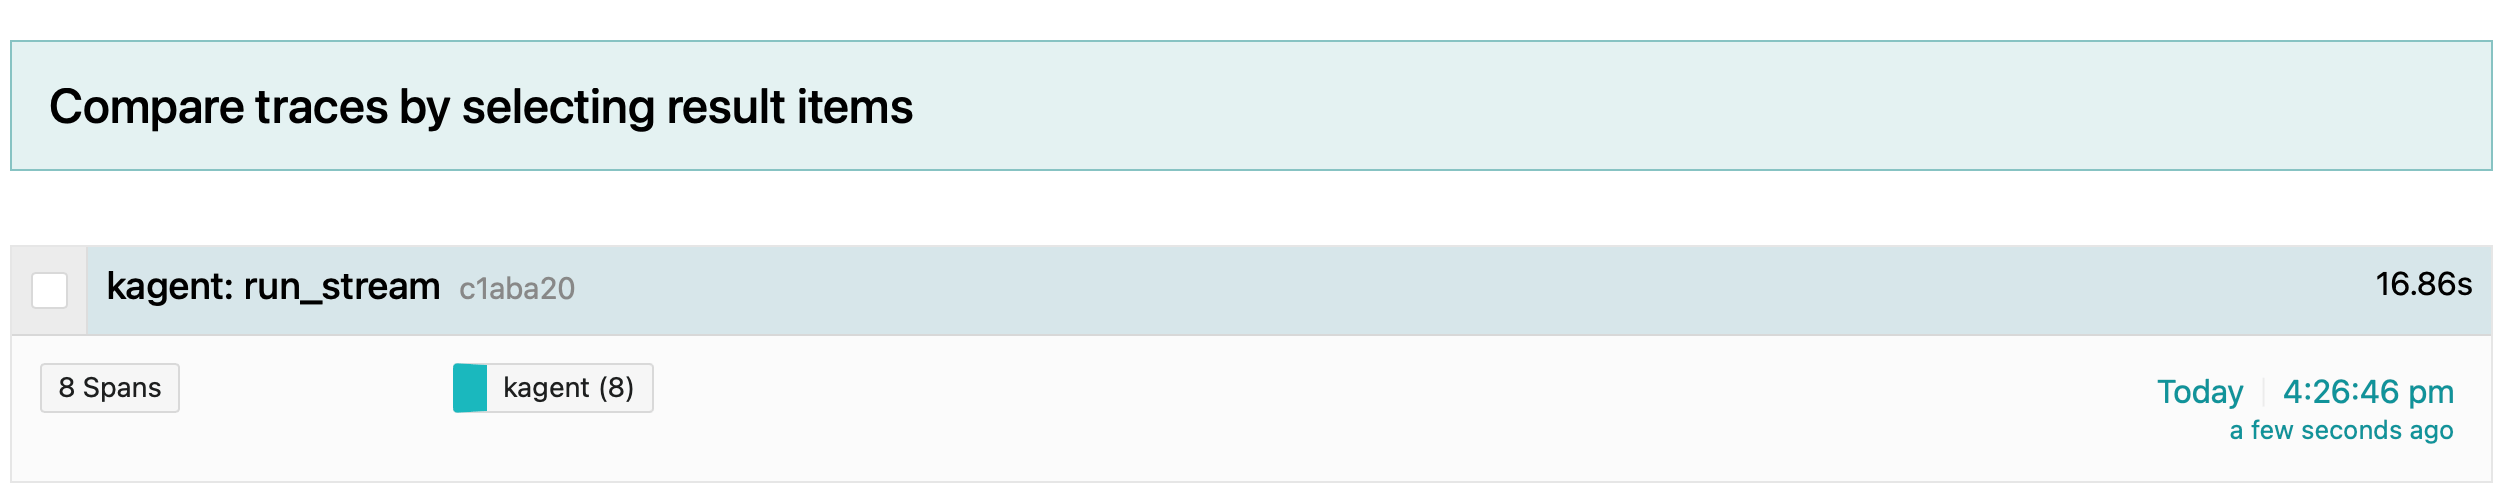 Compare traces by selecting result items
kagent: run_stream c1aba20 16.86s
8 Spans kagent (8) Today 4:26:46 pm
a few seconds ago